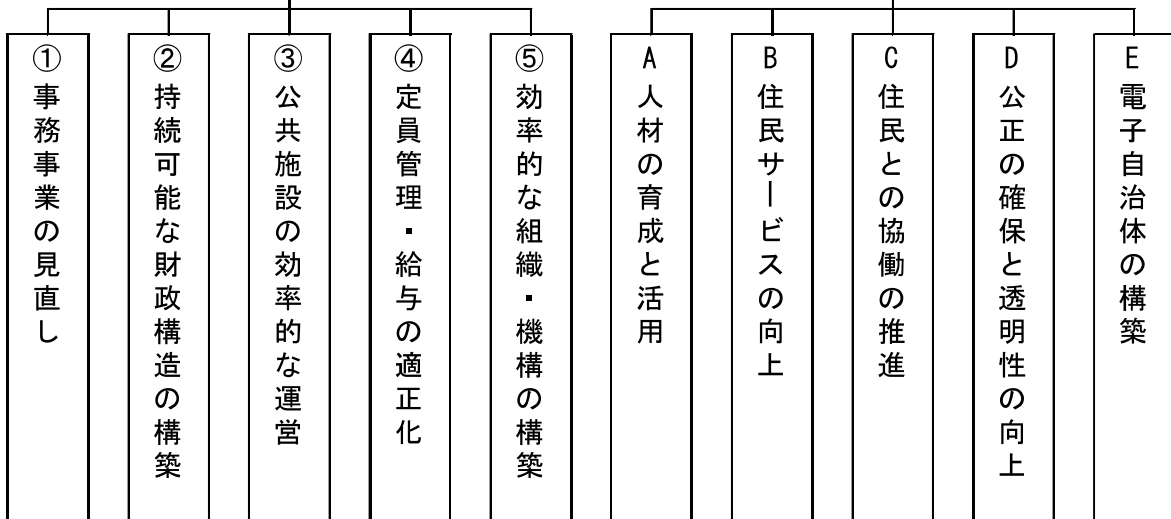 ① 事務事業の見直し
② 持続可能な財政構造の構築
③ 公共施設の効率的な運営
④ 定員管理・給与の適正化
⑤ 効率的な組織・機構の構築
A 人材の育成と活用
B 住民サービスの向上
C 住民との協働の推進
D 公正の確保と透明性の向上
E 電子自治体の構築